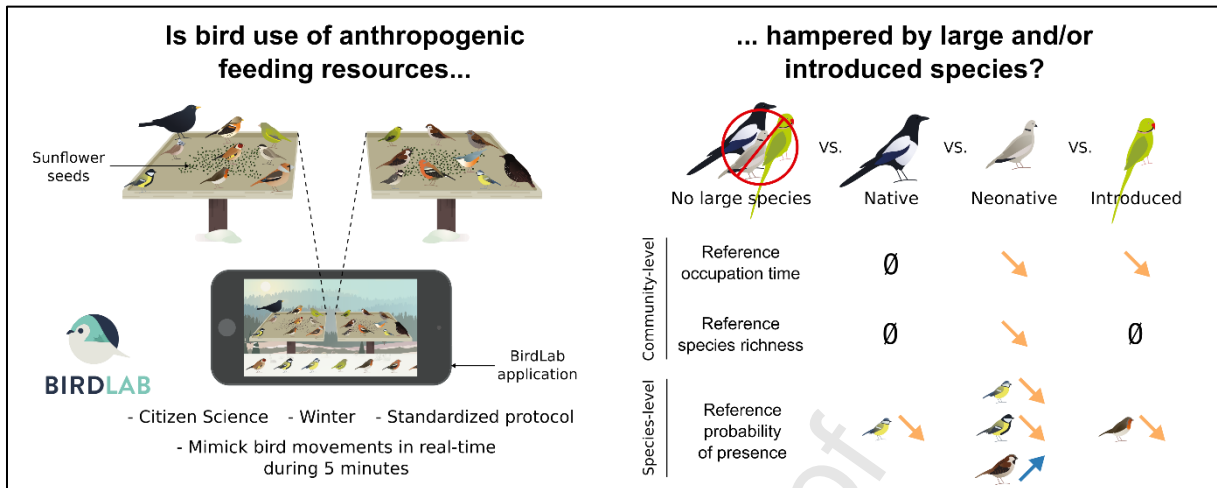 Is bird use of anthropogenic
feeding resources...
Sunflower
seeds
BirdLab
application
BIRDLAB
- Citizen Science - Winter - Standardized protocol
- Mimick bird movements in real-time
during 5 minutes
... hampered by large and/or
introduced species?
vs. vs. vs.
No large species Native Neonative Introduced
Community-level
Reference
occupation time
Ø
Reference
species richness
Ø Ø
Species-level
Reference
probability
of presence